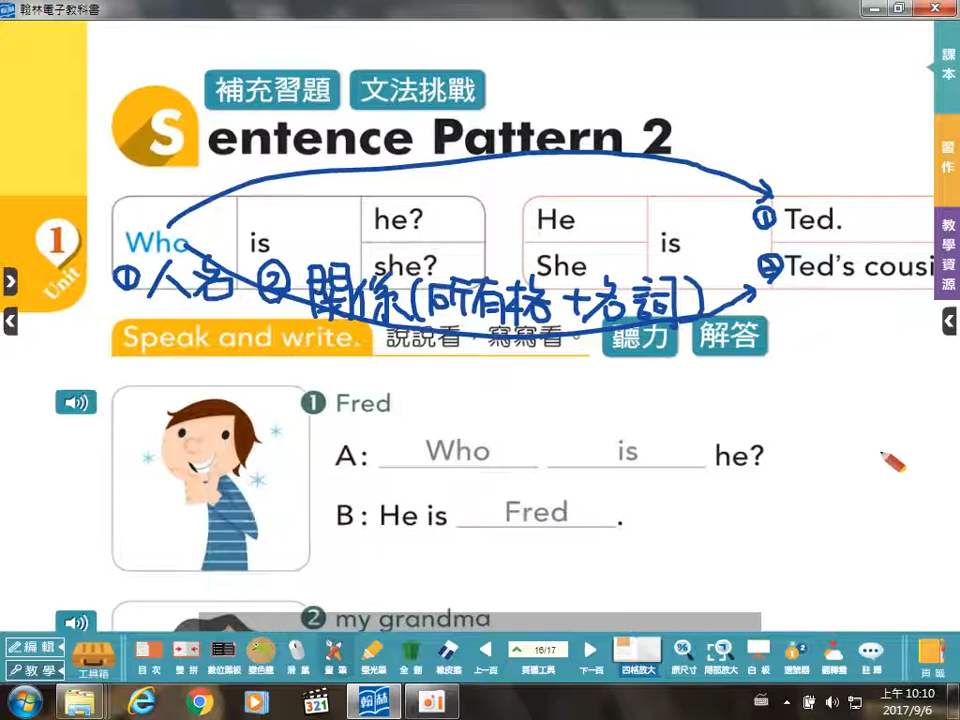 翰林電子教科書
補充習題 文法挑戰
Sentence Pattern 2
Who is he? she?
He She is ① Ted. ② Ted's cousi
①人名 ②關係(所有格+名詞)
Speak and write. 說說看，寫寫看。 聽力 解答
1 Unit
課本
習作
教學資源
1 Fred
A: Who is he?
B: He is Fred.
2 my grandma
編輯
教學
工具箱 目次 雙拼 數位黑板 變色龍 滑鼠 畫筆 螢光筆 全刪 橡皮擦 上一頁 16/17 頁籤工具 下一頁 四格放大 原尺寸 局部放大 白板 選號器 翻轉雲 註釋 頁籤
321 翰林
上午 10:10
2017/9/6